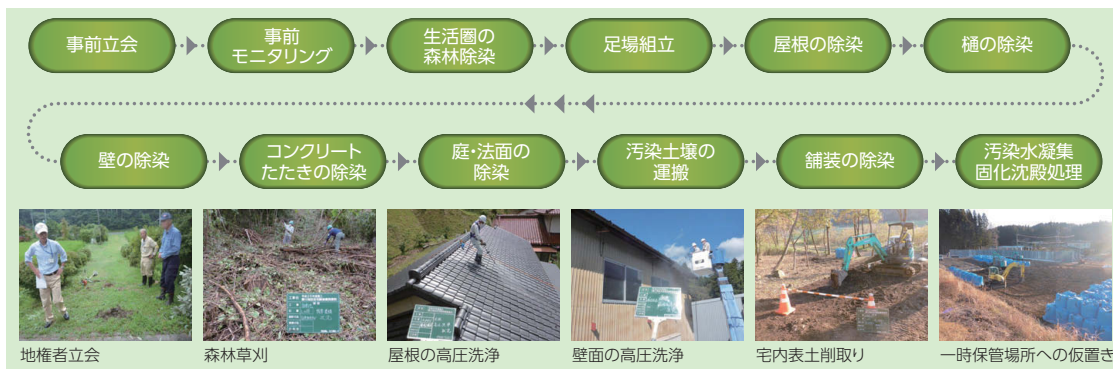 事前立会
事前
モニタリング
生活圏の
森林除染
足場組立
屋根の除染
樋の除染
壁の除染
コンクリート
たたきの除染
庭・法面の
除染
汚染土壌の
運搬
舗装の除染
汚染水凝集
固化沈殿処理
地権者立会
森林草刈
屋根の高圧洗浄
壁面の高圧洗浄
宅内表土削取り
一時保管場所への仮置き